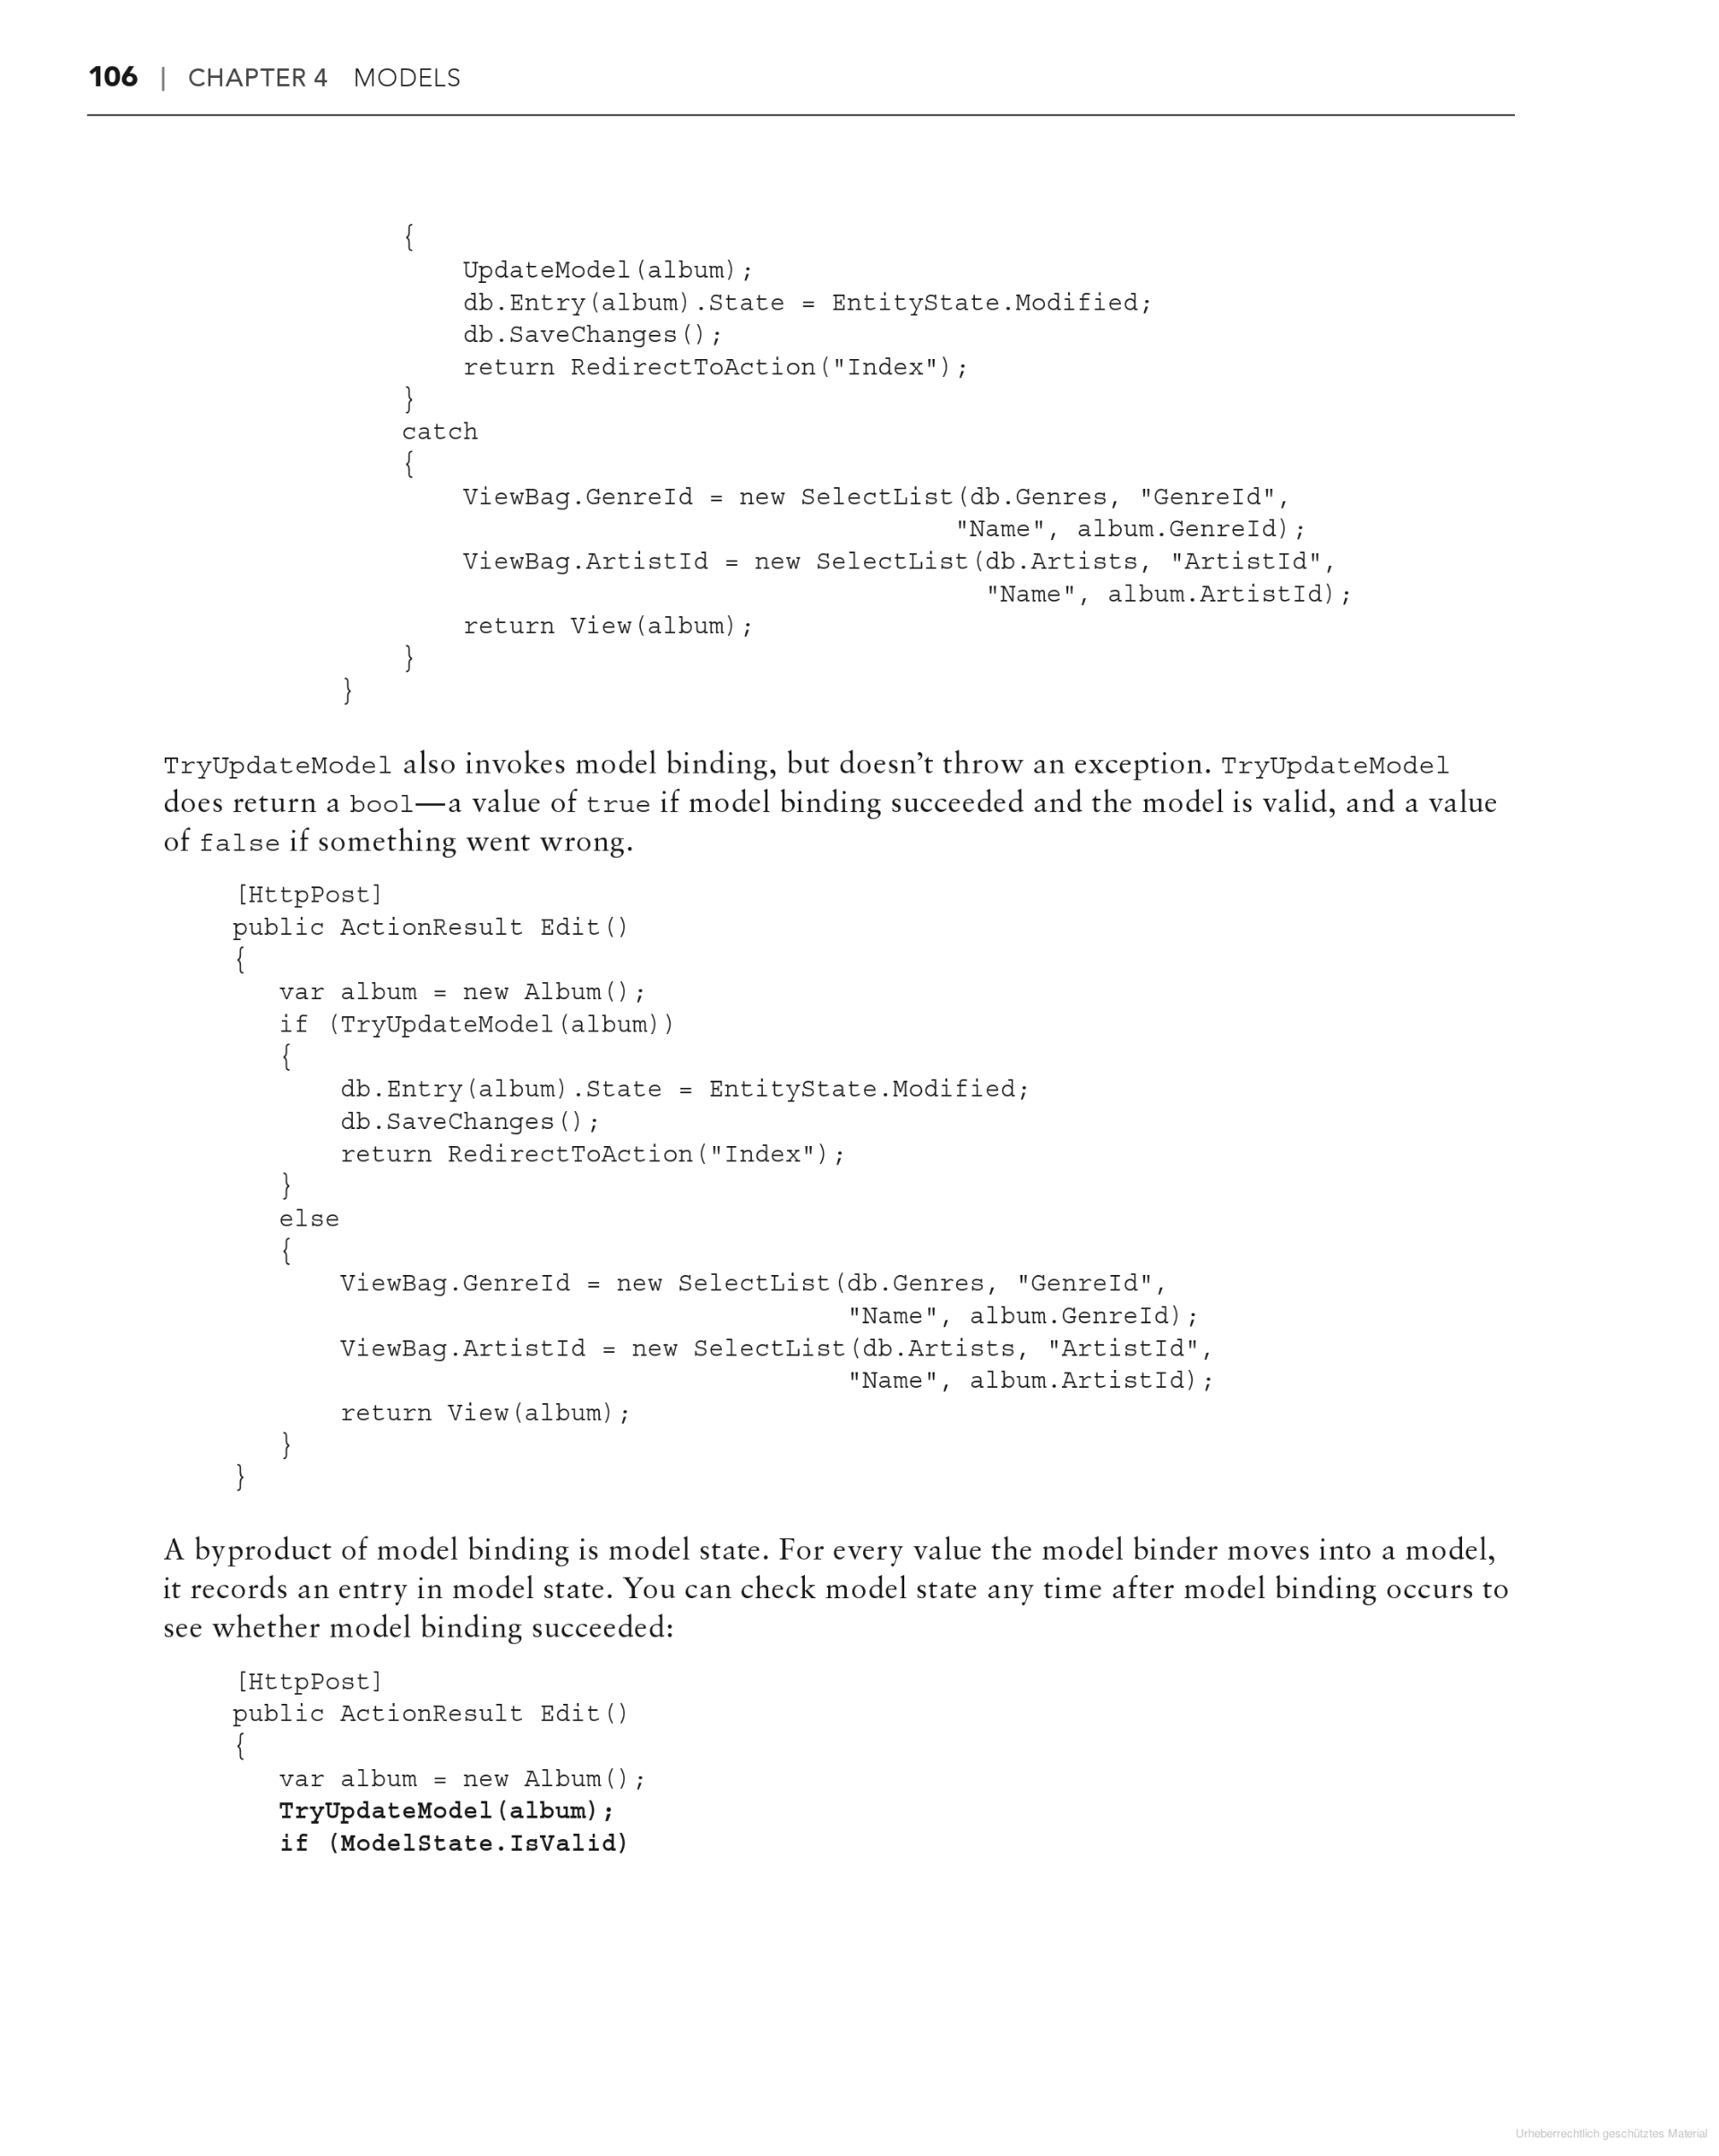 106 | CHAPTER 4 MODELS
{
UpdateModel(album);
db.Entry(album).State = EntityState.Modified;
db.SaveChanges();
return RedirectToAction("Index");
}
catch
{
ViewBag.GenreId = new SelectList(db.Genres, "GenreId",
"Name", album.GenreId);
ViewBag.ArtistId = new SelectList(db.Artists, "ArtistId",
"Name", album.ArtistId);
return View(album);
}
}
TryUpdateModel also invokes model binding, but doesn’t throw an exception. TryUpdateModel
does return a bool—a value of true if model binding succeeded and the model is valid, and a value
of false if something went wrong.
[HttpPost]
public ActionResult Edit()
{
var album = new Album();
if (TryUpdateModel(album))
{
db.Entry(album).State = EntityState.Modified;
db.SaveChanges();
return RedirectToAction("Index");
}
else
{
ViewBag.GenreId = new SelectList(db.Genres, "GenreId",
"Name", album.GenreId);
ViewBag.ArtistId = new SelectList(db.Artists, "ArtistId",
"Name", album.ArtistId);
return View(album);
}
}
A byproduct of model binding is model state. For every value the model binder moves into a model,
it records an entry in model state. You can check model state any time after model binding occurs to
see whether model binding succeeded:
[HttpPost]
public ActionResult Edit()
{
var album = new Album();
TryUpdateModel(album);
if (ModelState.IsValid)
Urheberrechtlich geschütztes Material